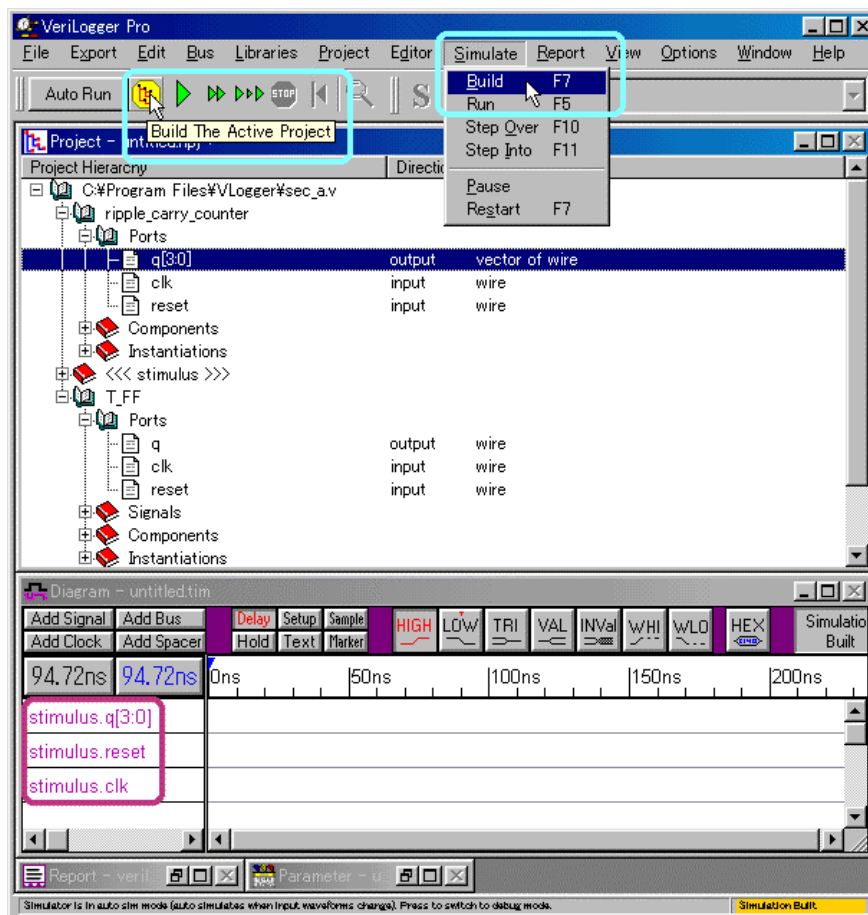 VeriLogger Pro
File Export Edit Bus Libraries Project Editor Simulate Report View Options Window Help
Auto Run STOP S
Build F7
Run F5
Step Over F10
Step Into F11
Pause
Restart F7
Build The Active Project
Project - untitled.hpj *
Project Hierarchy Directio
C:¥Program Files¥VLogger¥sec_a.v
ripple_carry_counter
Ports
q[3:0] output vector of wire
clk input wire
reset input wire
Components
Instantiations
<<< stimulus >>>
T_FF
Ports
q output wire
clk input wire
reset input wire
Signals
Components
Instantiations
Diagram - untitled.tim
Add Signal Add Bus Delay Setup Sample HIGH LOW TRI VAL INVal WHI WLO HEX Simulatio
Add Clock Add Spacer Hold Text Marker Built
94.72ns 94.72ns 0ns 50ns 100ns 150ns 200ns
stimulus.q[3:0]
stimulus.reset
stimulus.clk
Report - veril Parameter - u
Simulator is in auto sim mode (auto simulates when input waveforms change). Press to switch to debug mode. Simulation Built